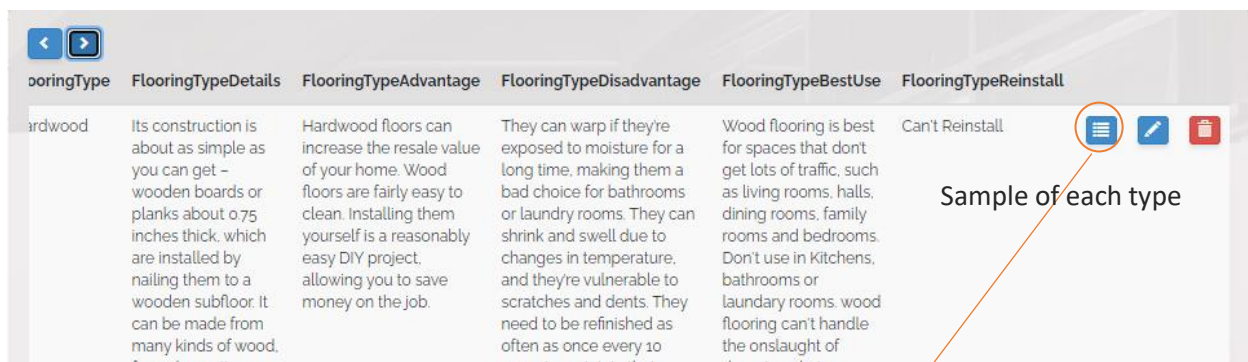 ooringType FlooringTypeDetails FlooringTypeAdvantage FlooringTypeDisadvantage FlooringTypeBestUse FlooringTypeReinstall
ardwood
Its construction is
about as simple as
you can get –
wooden boards or
planks about 0.75
inches thick, which
are installed by
nailing them to a
wooden subfloor. It
can be made from
many kinds of wood,
Hardwood floors can
increase the resale value
of your home. Wood
floors are fairly easy to
clean. Installing them
yourself is a reasonably
easy DIY project,
allowing you to save
money on the job.
They can warp if they're
exposed to moisture for a
long time, making them a
bad choice for bathrooms
or laundry rooms. They can
shrink and swell due to
changes in temperature,
and they're vulnerable to
scratches and dents. They
need to be refinished as
often as once every 10
Wood flooring is best
for spaces that don't
get lots of traffic, such
as living rooms, halls,
dining rooms, family
rooms and bedrooms.
Don't use in Kitchens,
bathrooms or
laundary rooms. wood
flooring can't handle
the onslaught of
Can't Reinstall
Sample of each type